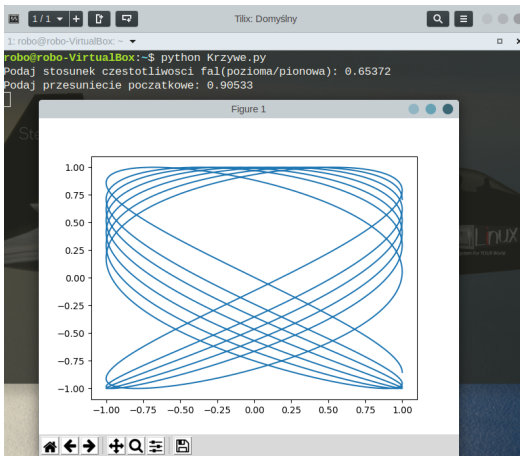 1 / 1
Tilix: Domyślny
1: robo@robo-VirtualBox: ~
robo@robo-VirtualBox:~$ python Krzywe.py
Podaj stosunek czestotliwosci fal(pozioma/pionowa): 0.65372
Podaj przesuniecie poczatkowe: 0.90533
Figure 1
Ste
Linux
1.00
0.75
0.50
0.25
0.00
−0.25
−0.50
−0.75
−1.00
−1.00 −0.75 −0.50 −0.25 0.00 0.25 0.50 0.75 1.00